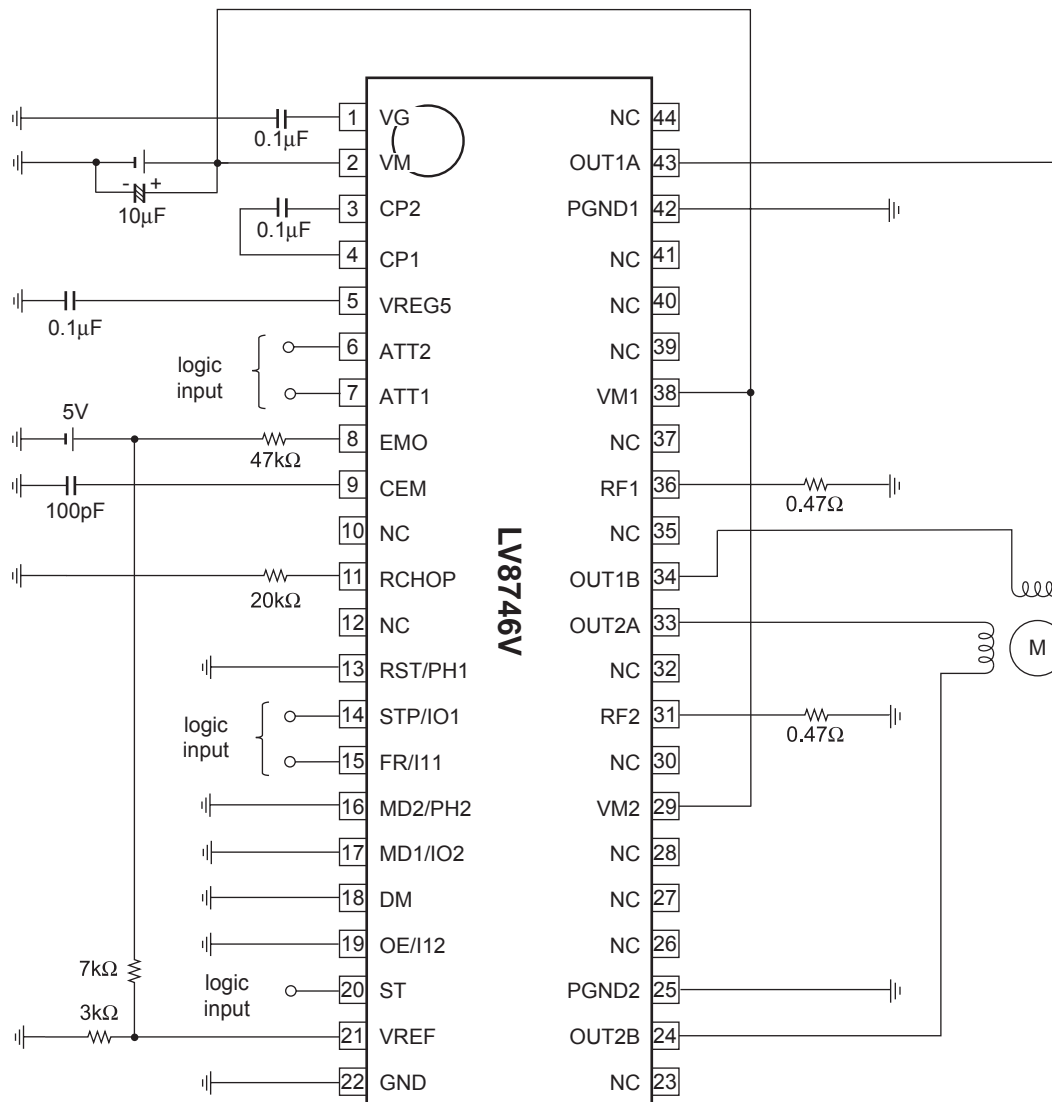 1 VG NC 44
0.1μF
2 VM OUT1A 43
- +
10μF
3 CP2 PGND1 42
0.1μF
4 CP1 NC 41
5 VREG5 NC 40
0.1μF
logic
input
6 ATT2 NC 39
7 ATT1 VM1 38
5V
8 EMO NC 37
47kΩ
9 CEM RF1 36
100pF
0.47Ω
10 NC NC 35
11 RCHOP OUT1B 34
20kΩ
LV8746V
12 NC OUT2A 33
M
13 RST/PH1 NC 32
logic
input
14 STP/IO1 RF2 31
0.47Ω
15 FR/I11 NC 30
16 MD2/PH2 VM2 29
17 MD1/IO2 NC 28
18 DM NC 27
19 OE/I12 NC 26
7kΩ
logic
input
20 ST PGND2 25
3kΩ
21 VREF OUT2B 24
22 GND NC 23